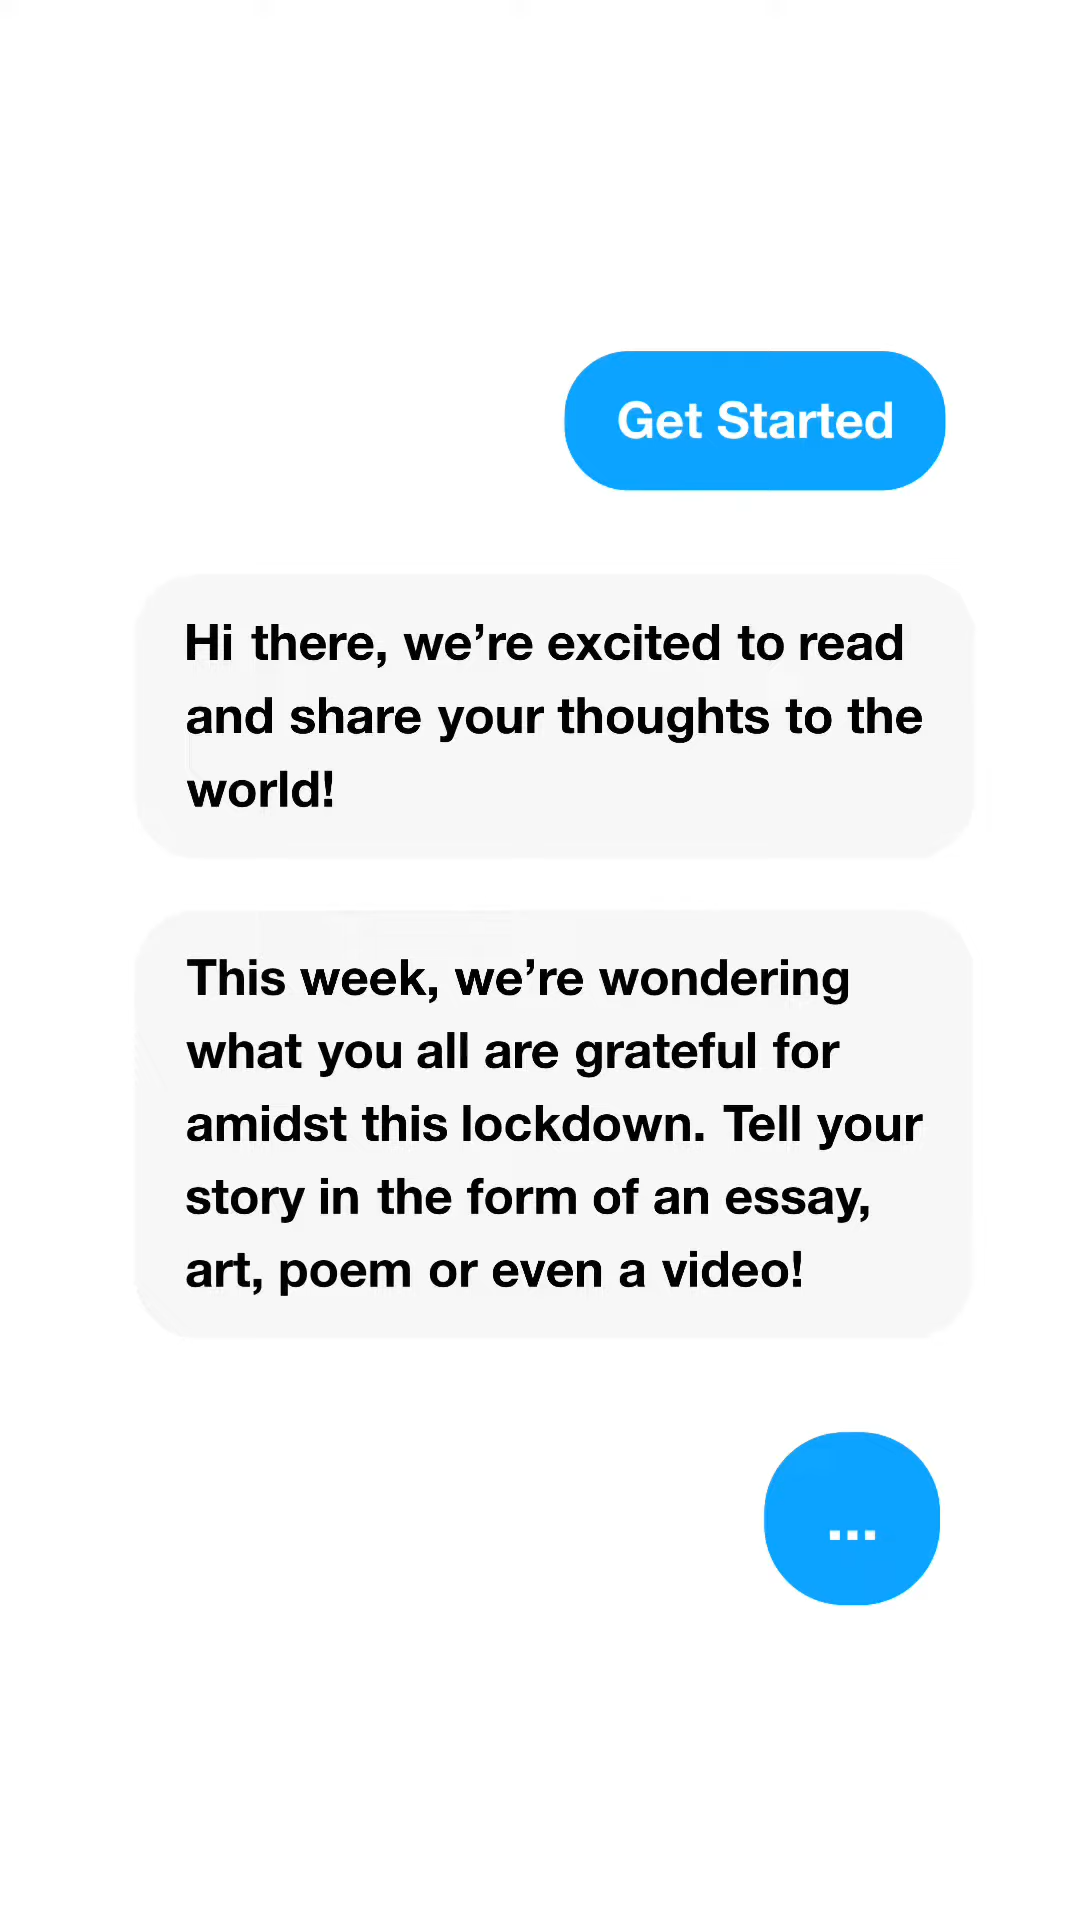 Get Started
Hi there, we’re excited to read
and share your thoughts to the
world!
This week, we’re wondering
what you all are grateful for
amidst this lockdown. Tell your
story in the form of an essay,
art, poem or even a video!
...